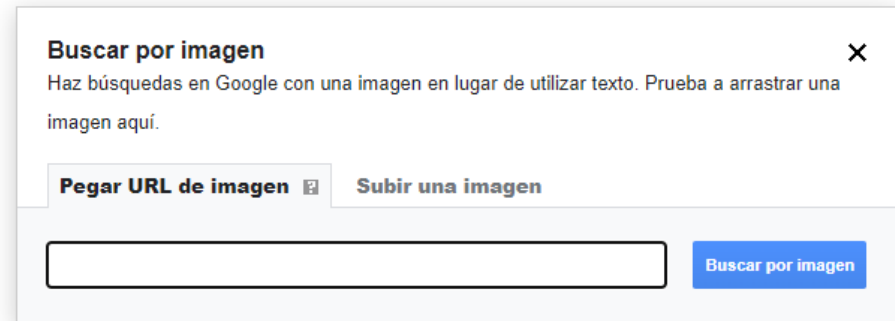 Buscar por imagen
Haz búsquedas en Google con una imagen en lugar de utilizar texto. Prueba a arrastrar una
imagen aquí.
Pegar URL de imagen ? Subir una imagen
Buscar por imagen